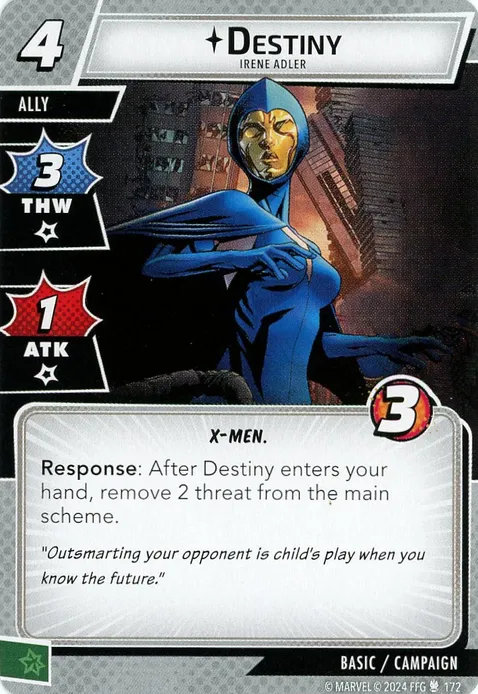 4
DESTINY
IRENE ADLER
ALLY
3
THW
1
ATK
3
X-MEN.
Response: After Destiny enters your
hand, remove 2 threat from the main
scheme.
"Outsmarting your opponent is child's play when you
know the future."
BASIC / CAMPAIGN
© MARVEL © 2024 FFG 172